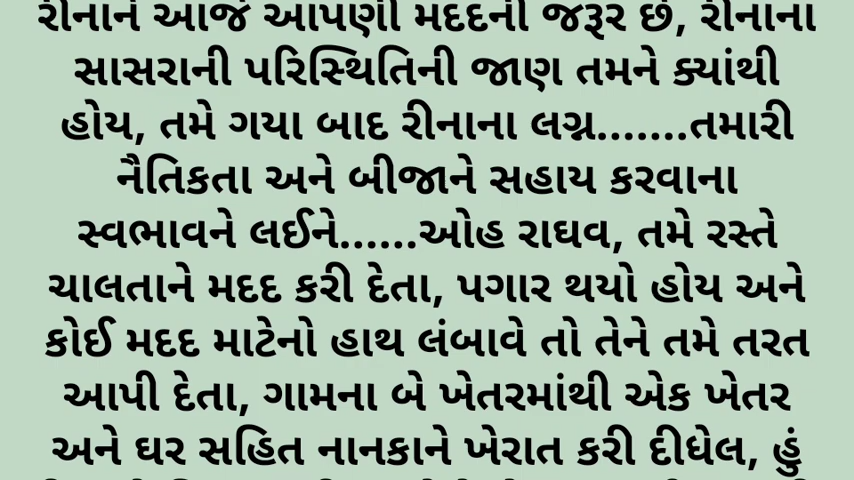 રીનાને આજે આપણી મદદની જરૂર છે, રીનાના
સાસરાની પરિસ્થિતિની જાણ તમને ક્યાંથી
હોય, તમે ગયા બાદ રીનાના લગ્ન.......તમારી
નૈતિકતા અને બીજાને સહાય કરવાના
સ્વભાવને લઈને......ઓહ રાઘવ, તમે રસ્તે
ચાલતાને મદદ કરી દેતા, પગાર થયો હોય અને
કોઈ મદદ માટેનો હાથ લંબાવે તો તેને તમે તરત
આપી દેતા, ગામના બે ખેતરમાંથી એક ખેતર
અને ઘર સહિત નાનકાને ખેરાત કરી દીધેલ, હું